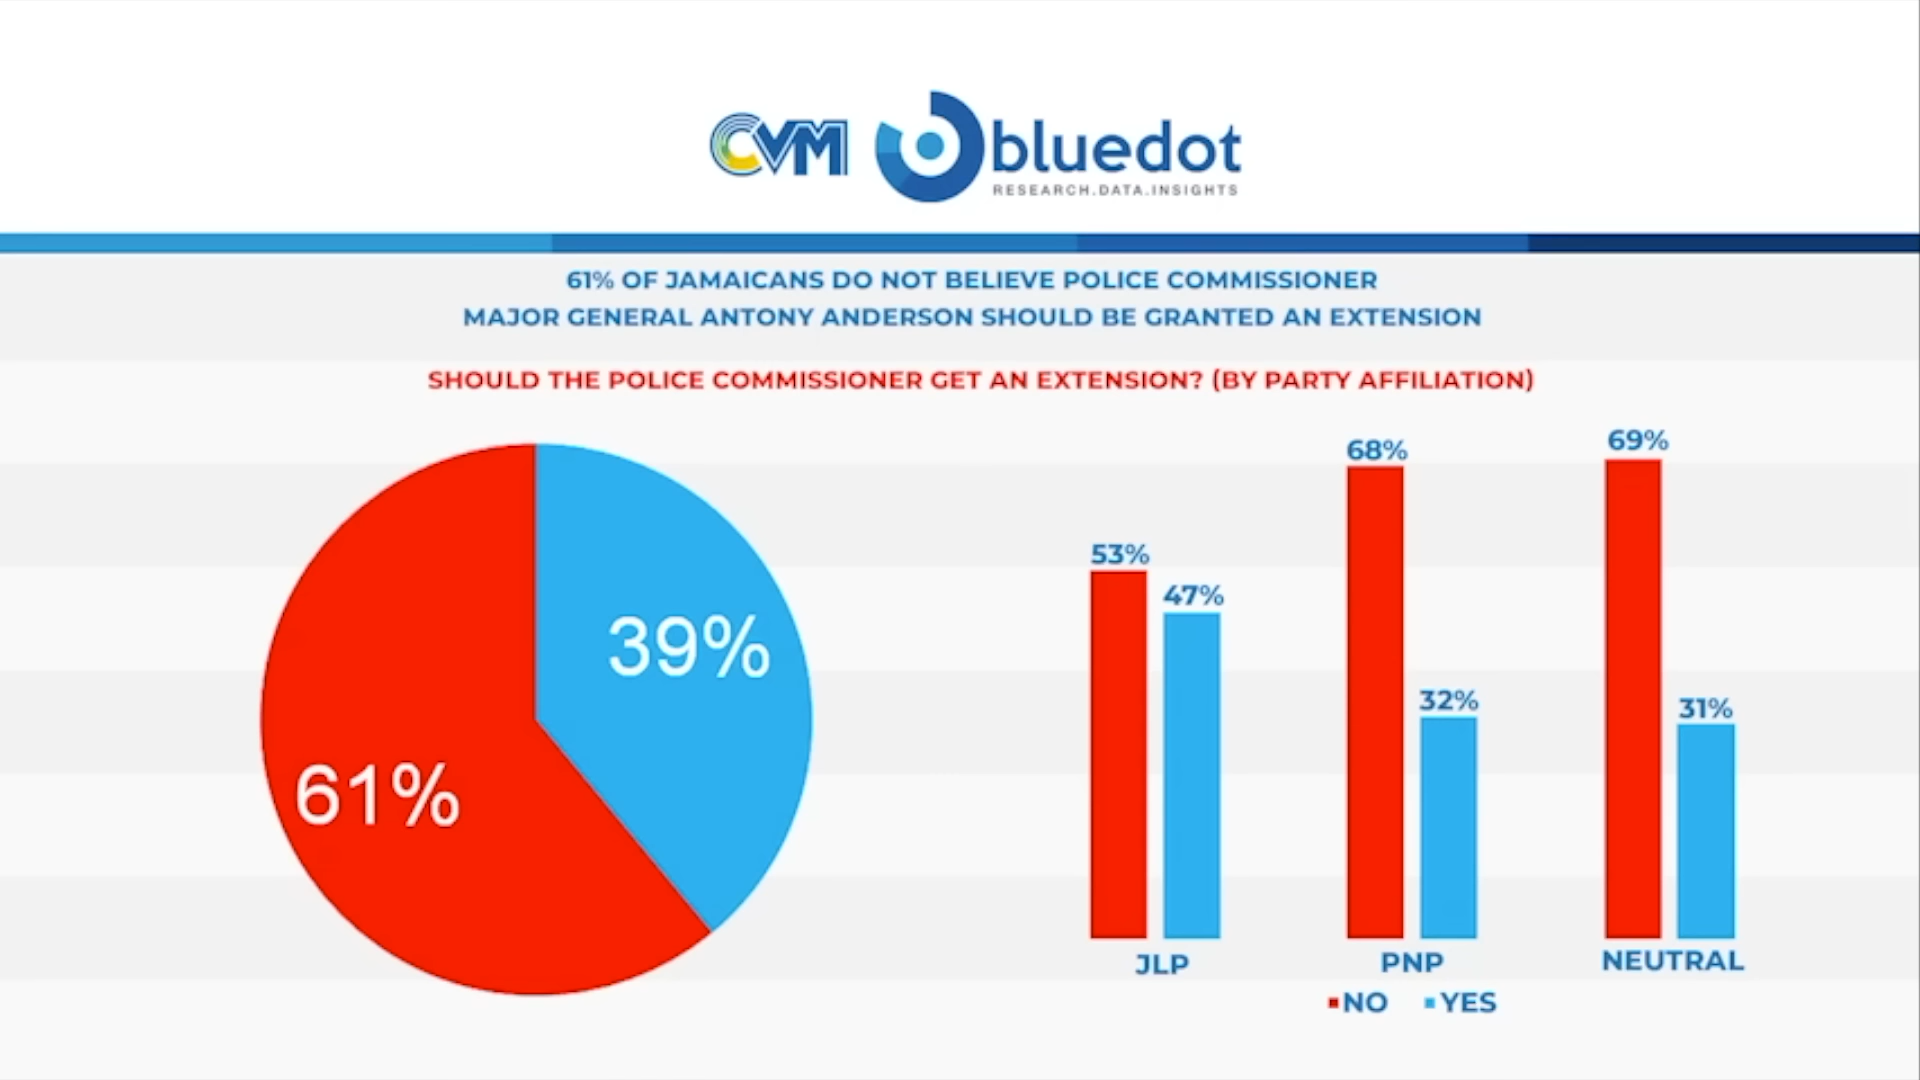 CVM bluedot
RESEARCH.DATA.INSIGHTS
61% OF JAMAICANS DO NOT BELIEVE POLICE COMMISSIONER
MAJOR GENERAL ANTONY ANDERSON SHOULD BE GRANTED AN EXTENSION
SHOULD THE POLICE COMMISSIONER GET AN EXTENSION? (BY PARTY AFFILIATION)
39%
61%
53%
47%
68%
32%
69%
31%
JLP PNP NEUTRAL
NO YES